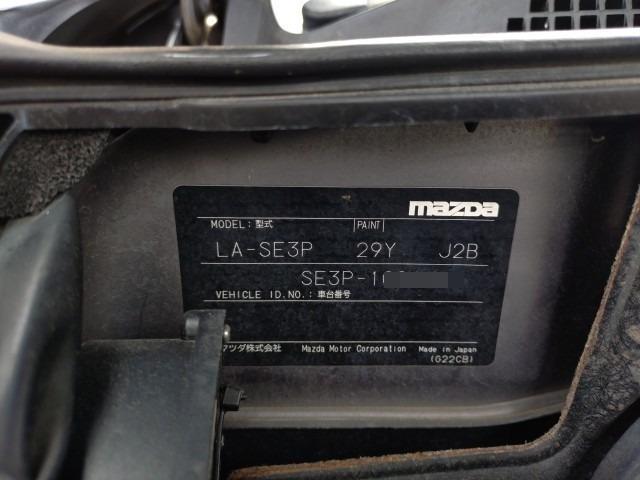 mazda
MODEL: 型式 PAINT
LA-SE3P 29Y J2B
SE3P-10
VEHICLE ID.NO.: 車台番号
マツダ株式会社 Mazda Motor Corporation Made in Japan
(G22CB)